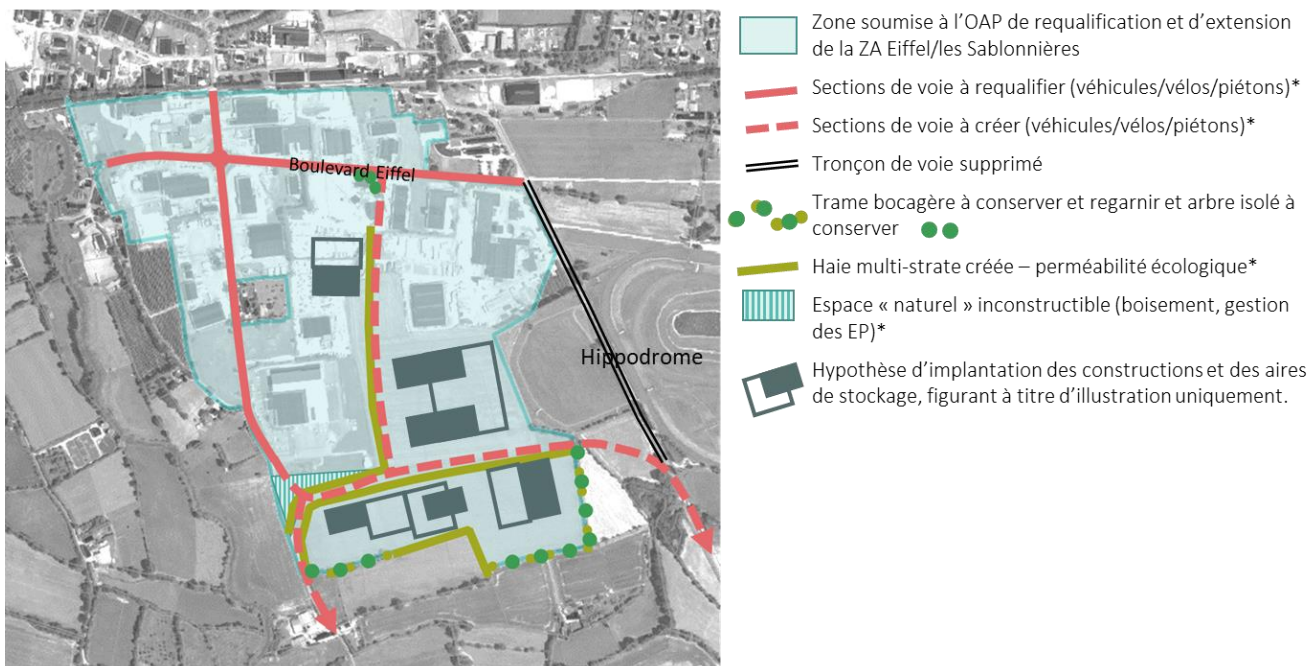 Boulevard Eiffel
Hippodrome
Zone soumise à l’OAP de requalification et d’extension
de la ZA Eiffel/les Sablonnières
Sections de voie à requalifier (véhicules/vélos/piétons)*
Sections de voie à créer (véhicules/vélos/piétons)*
Tronçon de voie supprimé
Trame bocagère à conserver et regarnir et arbre isolé à
conserver
Haie multi-strate créée – perméabilité écologique*
Espace « naturel » inconstructible (boisement, gestion
des EP)*
Hypothèse d’implantation des constructions et des aires
de stockage, figurant à titre d’illustration uniquement.